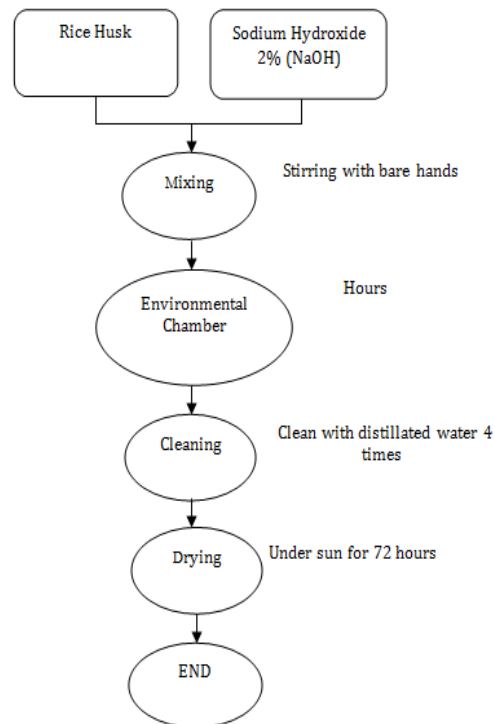 Rice Husk
Sodium Hydroxide
2% (NaOH)
Mixing
Stirring with bare hands
Environmental
Chamber
Hours
Cleaning
Clean with distillated water 4
times
Drying
Under sun for 72 hours
END